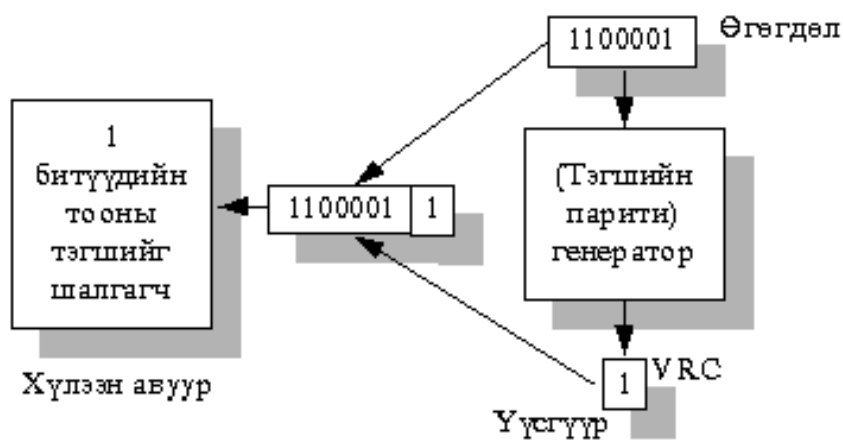 1100001
Өгөгдөл
1
битүүдийн
тооны
тэгшийг
шалгагч
1100001 1
(Тэгшийн
парити)
генератор
Хүлээн авуур
1
VRC
Үүсгүүр